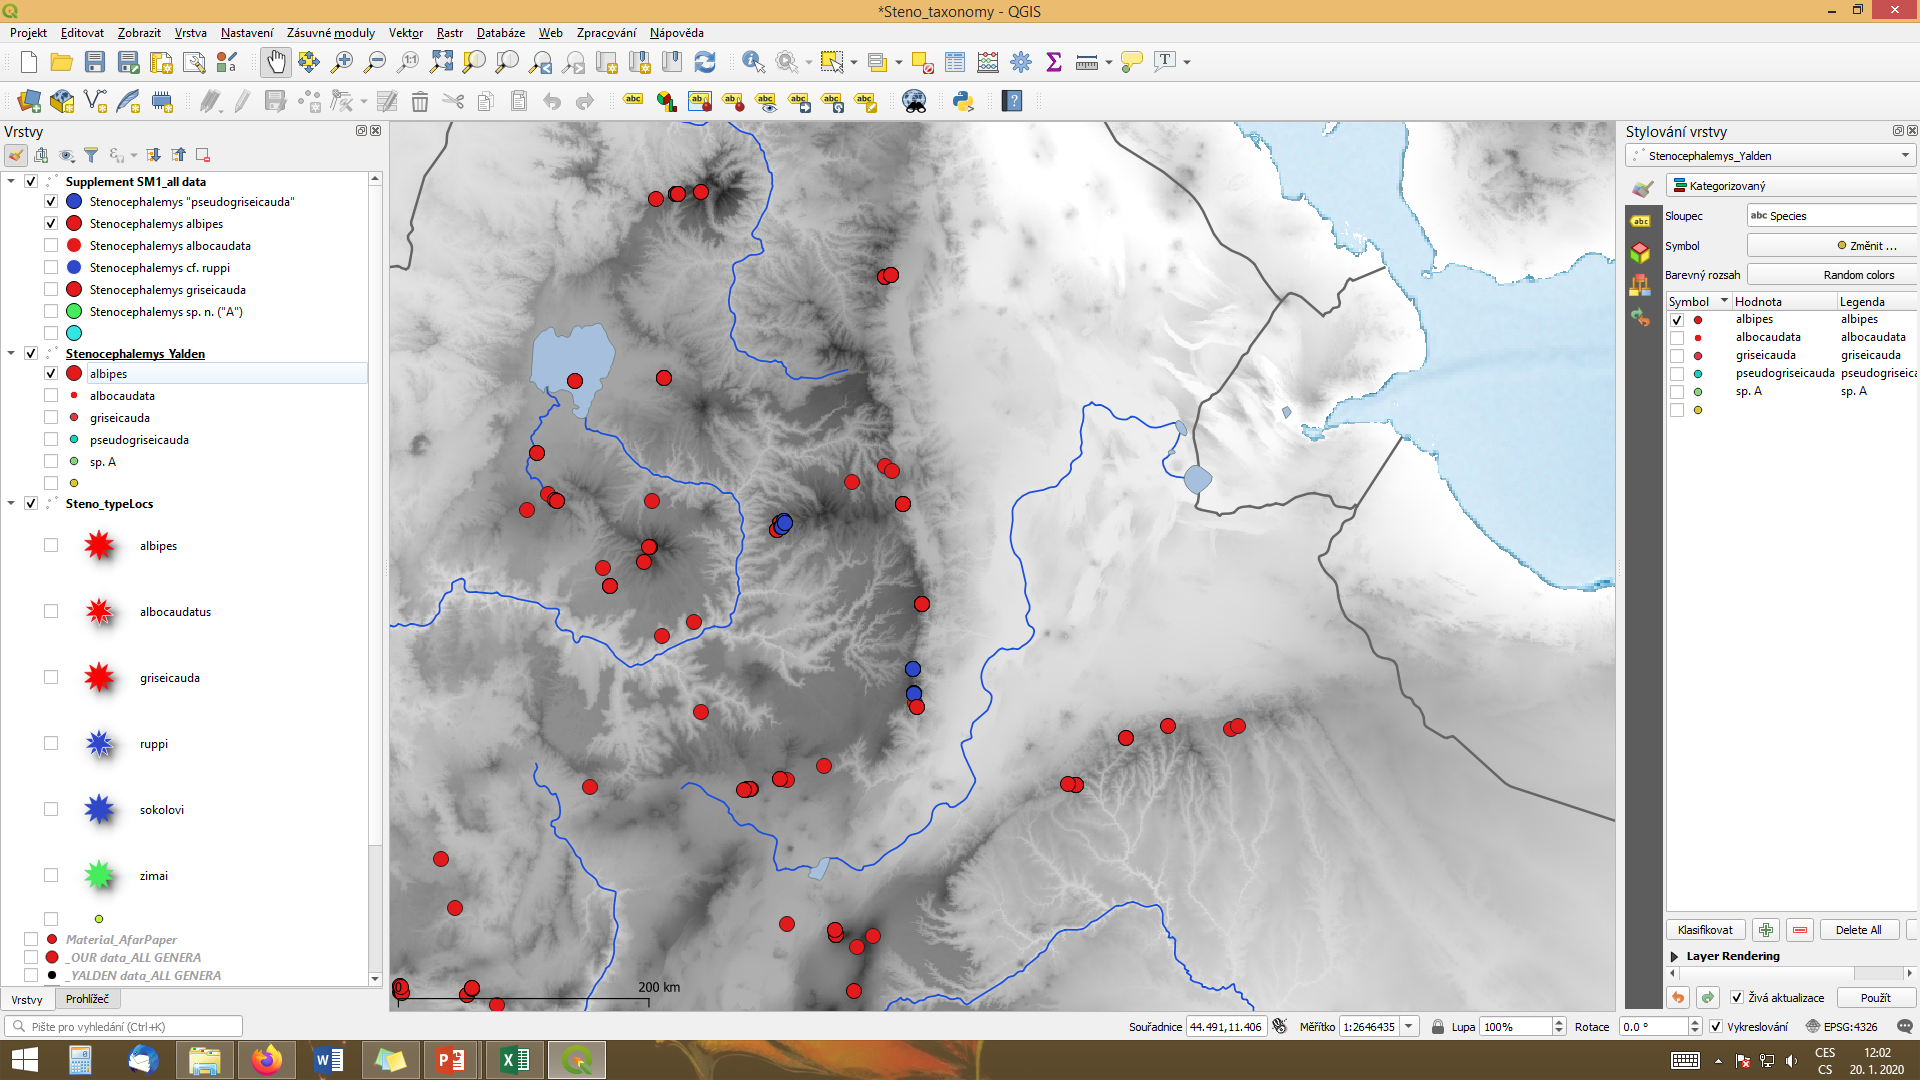 *Steno_taxonomy - QGIS
Projekt Editovat Zobrazit Vrstva Nastavení Zásuvné moduly Vektor Rastr Databáze Web Zpracování Nápověda
Vrstvy
Supplement SM1_all data
Stenocephalemys "pseudogriseicauda"
Stenocephalemys albipes
Stenocephalemys albocaudata
Stenocephalemys cf. ruppi
Stenocephalemys griseicauda
Stenocephalemys sp. n. ("A")
Stenocephalemys_Yalden
albipes
albocaudata
griseicauda
pseudogriseicauda
sp. A
Steno_typeLocs
albipes
albocaudatus
griseicauda
ruppi
sokolovi
zimai
Material_AfarPaper
_OUR data_ALL GENERA
_YALDEN data_ALL GENERA
Vrstvy Prohlížeč
0 200 km
Stylování vrstvy
Stenocephalemys_Yalden
Kategorizovaný
Sloupec abc Species
Symbol Změnit ...
Barevný rozsah Random colors
Symbol Hodnota Legenda
albipes albipes
albocaudata albocaudata
griseicauda griseicauda
pseudogriseicauda pseudogriseica
sp. A sp. A
Klasifikovat Delete All
Layer Rendering
Živá aktualizace Použít
Pište pro vyhledání (Ctrl+K) Souřadnice 44.491,11.406 Měřítko 1:2646435 Lupa 100% Rotace 0.0 ° Vykreslování EPSG:4326
CES 12:02
CS 20. 1. 2020